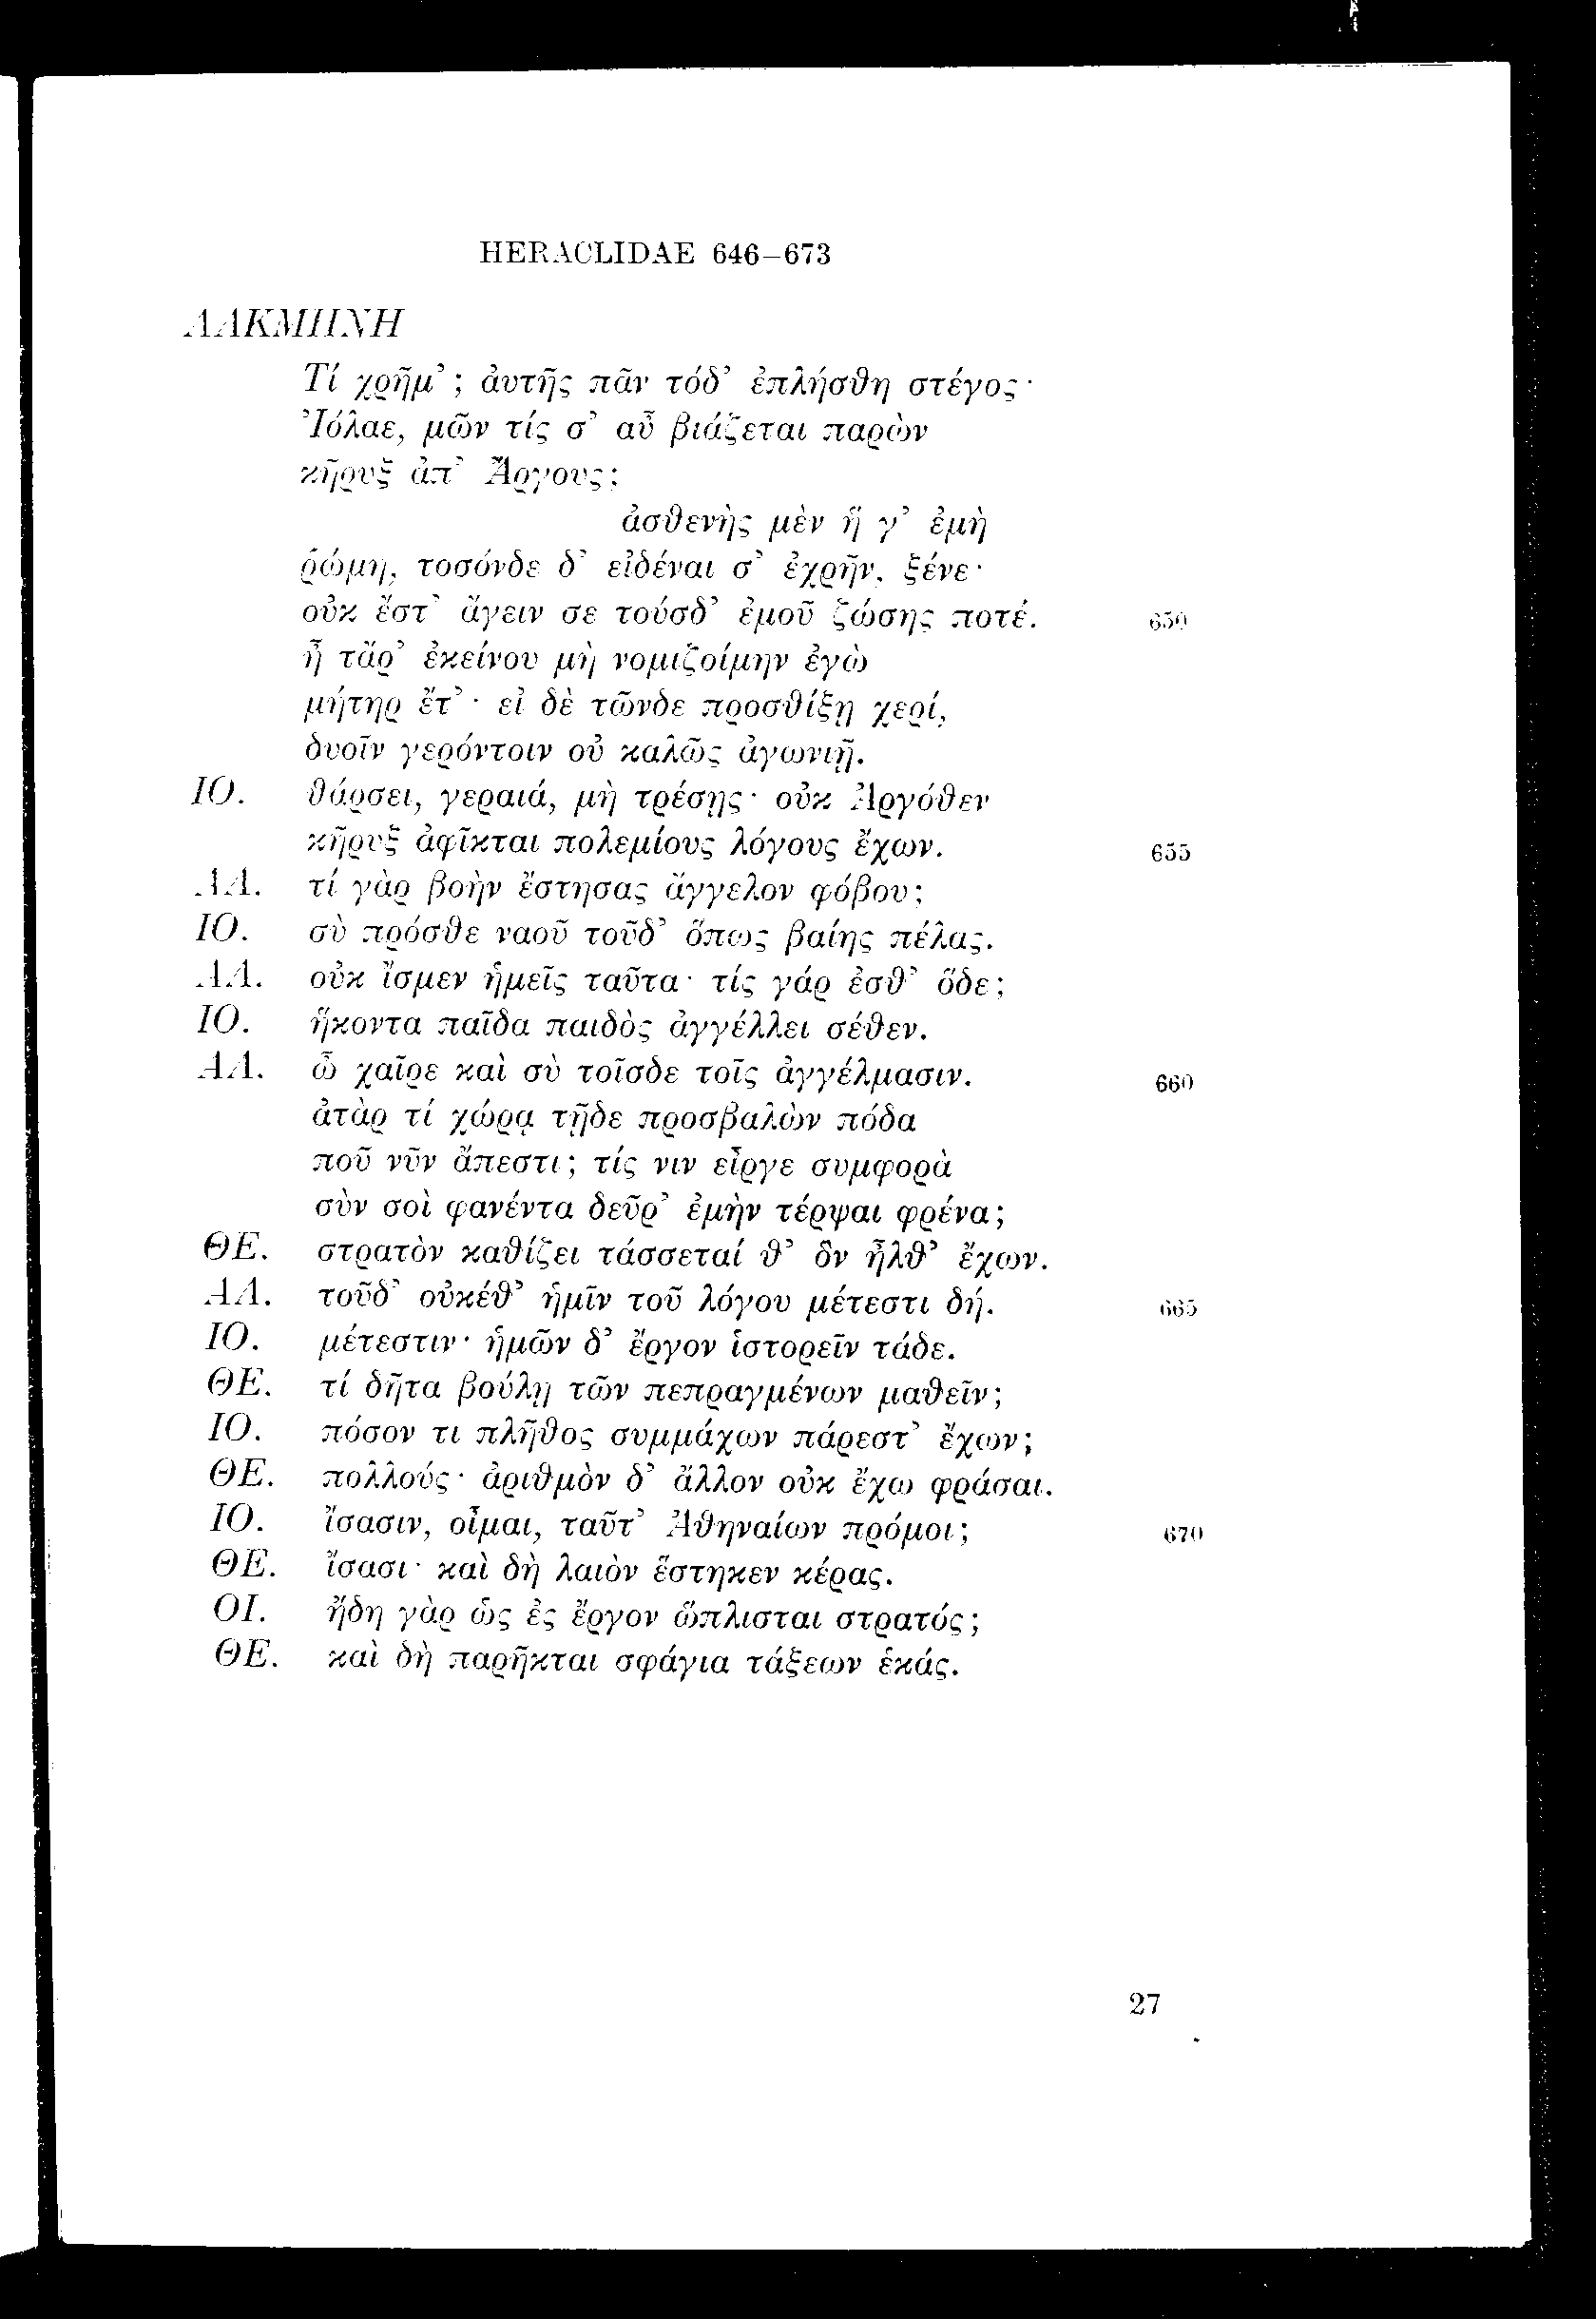 HERACLIDAE 646–673
ΑΛΚΜΗΝΗ
Τί χρῆμ’ ; ἀυτῆς πᾶν τόδ’ ἐπλήσθη στέγος·
Ἰόλαε, μῶν τίς σ’ αὖ βιάζεται παρὼν
κῆρυξ ἀπ’ Ἄργους;
ἀσθενὴς μὲν ἥ γ’ ἐμὴ
ῥώμη, τοσόνδε δ’ εἰδέναι σ’ ἐχρῆν, ξένε·
οὐκ ἔστ’ ἄγειν σε τούσδ’ ἐμοῦ ζώσης ποτέ. 650
ἦ τἄρ’ ἐκείνου μὴ νομιζοίμην ἐγὼ
μήτηρ ἔτ’ · εἰ δὲ τῶνδε προσθίξῃ χερί,
δυοῖν γερόντοιν οὐ καλῶς ἀγωνιῇ.
ΙΟ. θάρσει, γεραιά, μὴ τρέσῃς· οὐκ Ἀργόθεν
κῆρυξ ἀφῖκται πολεμίους λόγους ἔχων. 655
ΑΛ. τί γὰρ βοὴν ἔστησας ἄγγελον φόβου;
ΙΟ. σὺ πρόσθε ναοῦ τοῦδ’ ὅπως βαίης πέλας.
ΑΛ. οὐκ ἴσμεν ἡμεῖς ταῦτα· τίς γάρ ἐσθ’ ὅδε;
ΙΟ. ἥκοντα παῖδα παιδὸς ἀγγέλλει σέθεν.
ΑΛ. ὦ χαῖρε καὶ σὺ τοῖσδε τοῖς ἀγγέλμασιν. 660
ἀτὰρ τί χώρᾳ τῇδε προσβαλὼν πόδα
ποῦ νῦν ἄπεστι; τίς νιν εἶργε συμφορὰ
σὺν σοὶ φανέντα δεῦρ’ ἐμὴν τέρψαι φρένα;
ΘΕ. στρατὸν καθίζει τάσσεταί θ’ ὃν ἦλθ’ ἔχων.
ΑΛ. τοῦδ’ οὐκέθ’ ἡμῖν τοῦ λόγου μέτεστι δή. 665
ΙΟ. μέτεστιν· ἡμῶν δ’ ἔργον ἱστορεῖν τάδε.
ΘΕ. τί δῆτα βούλῃ τῶν πεπραγμένων μαθεῖν;
ΙΟ. πόσον τι πλῆθος συμμάχων πάρεστ’ ἔχων;
ΘΕ. πολλούς· ἀριθμὸν δ’ ἄλλον οὐκ ἔχω φράσαι.
ΙΟ. ἴσασιν, οἶμαι, ταῦτ’ Ἀθηναίων πρόμοι; 670
ΘΕ. ἴσασι· καὶ δὴ λαιὸν ἕστηκεν κέρας.
ΟΙ. ἤδη γὰρ ὡς ἐς ἔργον ὥπλισται στρατός;
ΘΕ. καὶ δὴ παρῆκται σφάγια τάξεων ἑκάς.
27